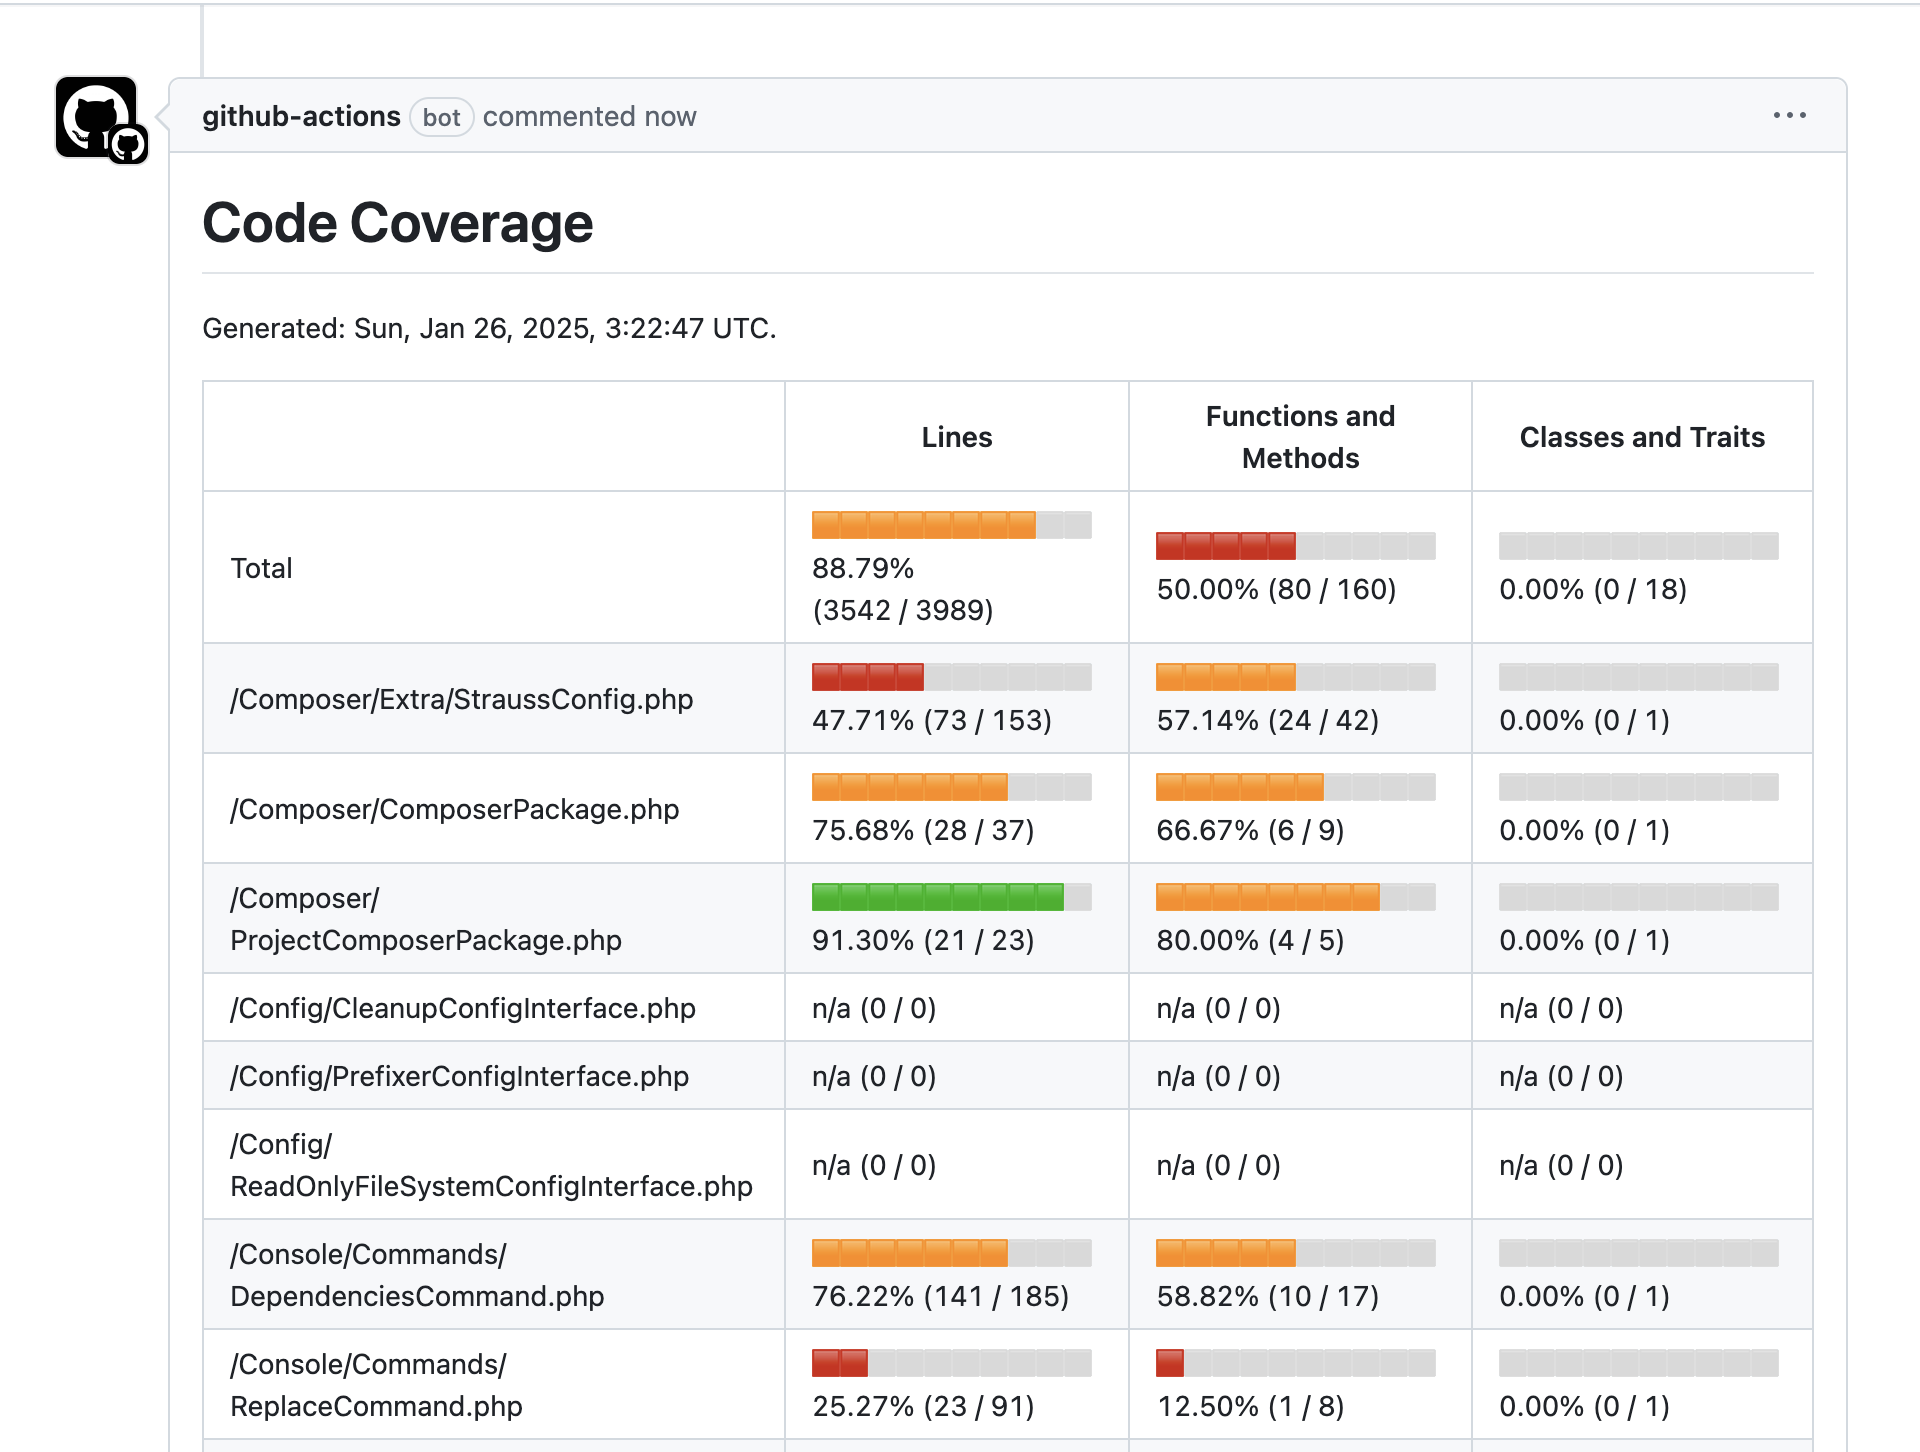 github-actions bot commented now
Code Coverage
Generated: Sun, Jan 26, 2025, 3:22:47 UTC.
Lines
Functions and
Methods
Classes and Traits
Total
88.79%
(3542 / 3989)
50.00% (80 / 160)
0.00% (0 / 18)
/Composer/Extra/StraussConfig.php
47.71% (73 / 153)
57.14% (24 / 42)
0.00% (0 / 1)
/Composer/ComposerPackage.php
75.68% (28 / 37)
66.67% (6 / 9)
0.00% (0 / 1)
/Composer/
ProjectComposerPackage.php
91.30% (21 / 23)
80.00% (4 / 5)
0.00% (0 / 1)
/Config/CleanupConfigInterface.php
n/a (0 / 0)
n/a (0 / 0)
n/a (0 / 0)
/Config/PrefixerConfigInterface.php
n/a (0 / 0)
n/a (0 / 0)
n/a (0 / 0)
/Config/
ReadOnlyFileSystemConfigInterface.php
n/a (0 / 0)
n/a (0 / 0)
n/a (0 / 0)
/Console/Commands/
DependenciesCommand.php
76.22% (141 / 185)
58.82% (10 / 17)
0.00% (0 / 1)
/Console/Commands/
ReplaceCommand.php
25.27% (23 / 91)
12.50% (1 / 8)
0.00% (0 / 1)